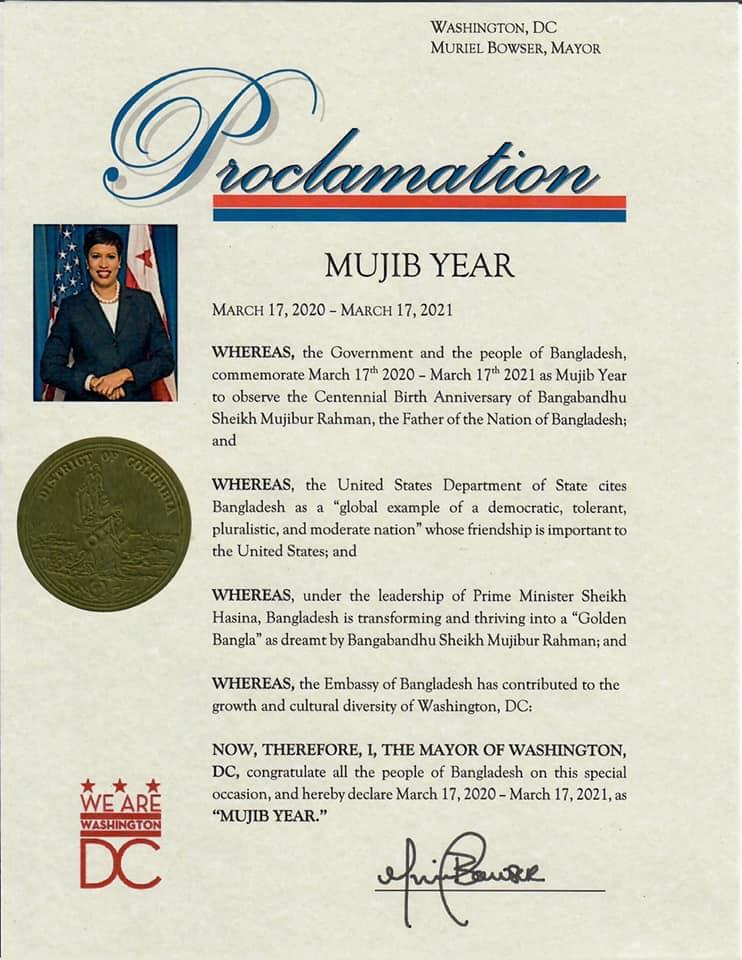 WASHINGTON, DC
MURIEL BOWSER, MAYOR
Proclamation
MUJIB YEAR
MARCH 17, 2020 – MARCH 17, 2021
WHEREAS, the Government and the people of Bangladesh,
commemorate March 17th 2020 – March 17th 2021 as Mujib Year
to observe the Centennial Birth Anniversary of Bangabandhu
Sheikh Mujibur Rahman, the Father of the Nation of Bangladesh;
and
WHEREAS, the United States Department of State cites
Bangladesh as a “global example of a democratic, tolerant,
pluralistic, and moderate nation” whose friendship is important to
the United States; and
WHEREAS, under the leadership of Prime Minister Sheikh
Hasina, Bangladesh is transforming and thriving into a “Golden
Bangla” as dreamt by Bangabandhu Sheikh Mujibur Rahman; and
WHEREAS, the Embassy of Bangladesh has contributed to the
growth and cultural diversity of Washington, DC:
NOW, THEREFORE, I, THE MAYOR OF WASHINGTON,
DC, congratulate all the people of Bangladesh on this special
occasion, and hereby declare March 17, 2020 – March 17, 2021, as
“MUJIB YEAR.”
DISTRICT OF COLUMBIA
WE ARE
WASHINGTON
DC
Muriel Bowser